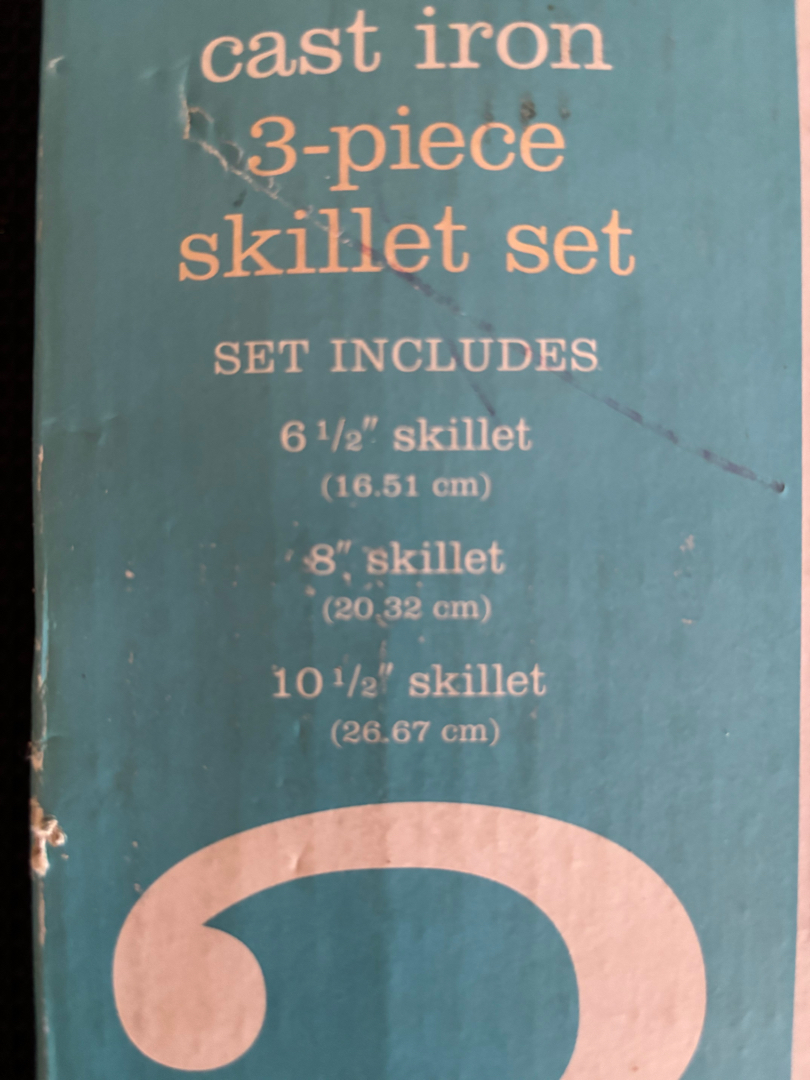 cast iron
3-piece
skillet set
SET INCLUDES
6 1/2" skillet
(16.51 cm)
8" skillet
(20.32 cm)
10 1/2" skillet
(26.67 cm)